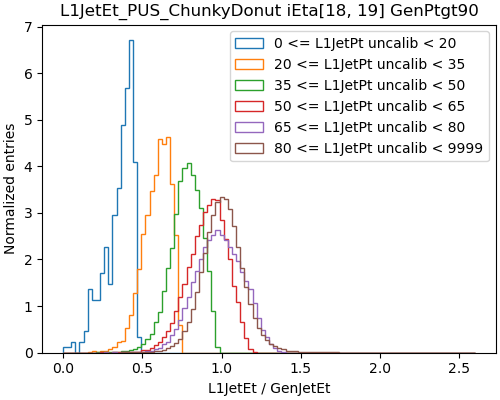 L1JetEt_PUS_ChunkyDonut iEta[18, 19] GenPtgt90
7
6
5
4
3
2
1
0
Normalized entries
0 <= L1JetPt uncalib < 20
20 <= L1JetPt uncalib < 35
35 <= L1JetPt uncalib < 50
50 <= L1JetPt uncalib < 65
65 <= L1JetPt uncalib < 80
80 <= L1JetPt uncalib < 9999
0.0 0.5 1.0 1.5 2.0 2.5
L1JetEt / GenJetEt